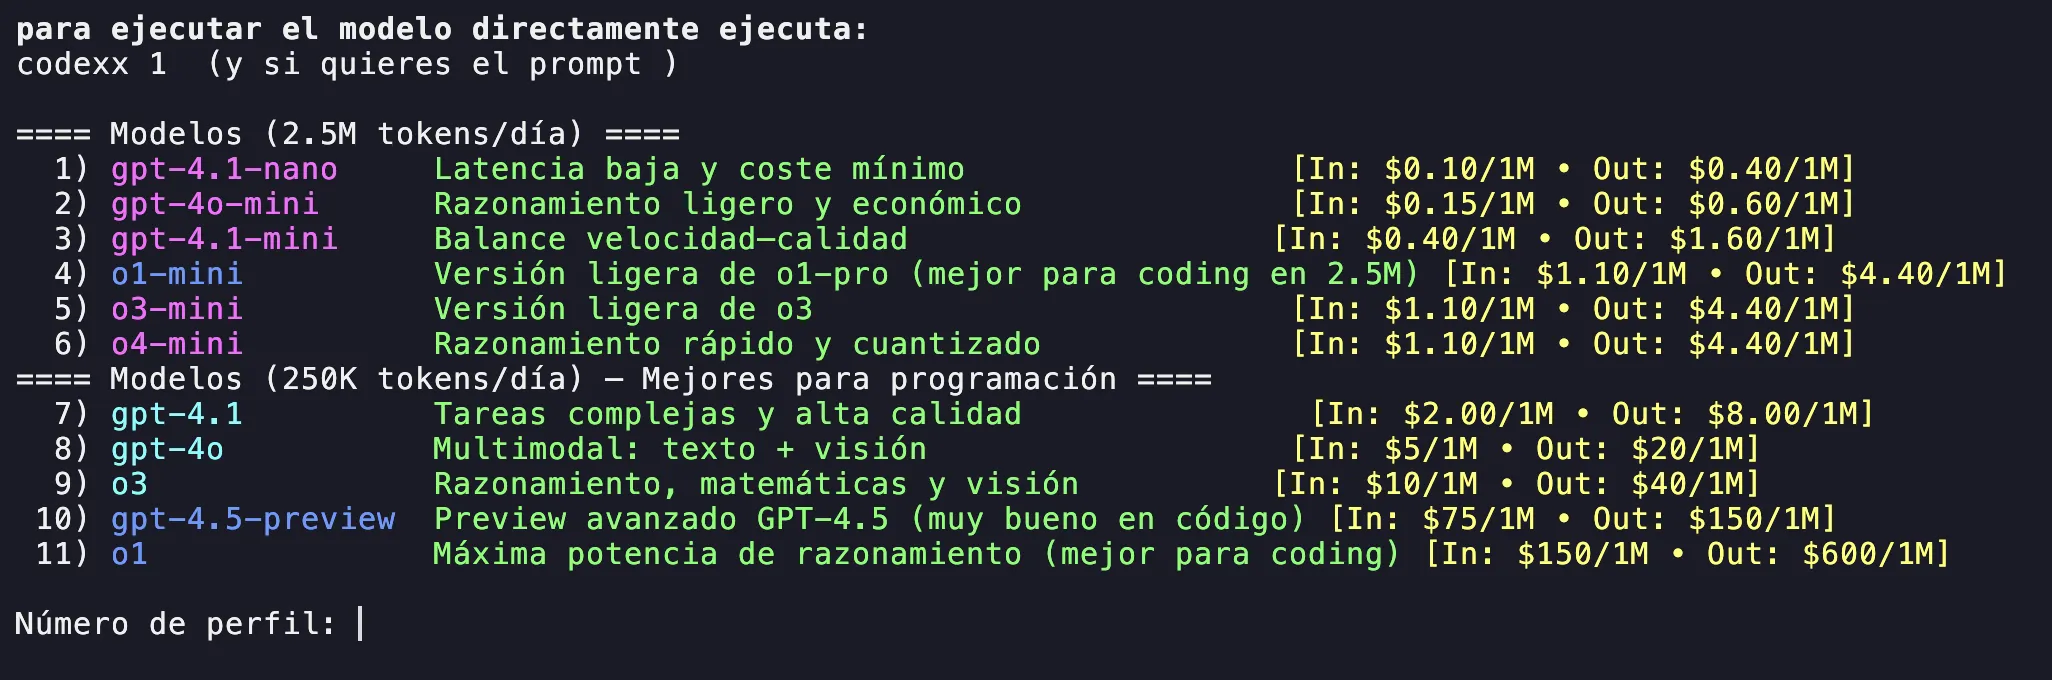 para ejecutar el modelo directamente ejecuta:
codexx 1  (y si quieres el prompt )
==== Modelos (2.5M tokens/día) ====
1) gpt-4.1-nano Latencia baja y coste mínimo [In: $0.10/1M • Out: $0.40/1M]
2) gpt-4o-mini Razonamiento ligero y económico [In: $0.15/1M • Out: $0.60/1M]
3) gpt-4.1-mini Balance velocidad–calidad [In: $0.40/1M • Out: $1.60/1M]
4) o1-mini Versión ligera de o1-pro (mejor para coding en 2.5M) [In: $1.10/1M • Out: $4.40/1M]
5) o3-mini Versión ligera de o3 [In: $1.10/1M • Out: $4.40/1M]
6) o4-mini Razonamiento rápido y cuantizado [In: $1.10/1M • Out: $4.40/1M]
==== Modelos (250K tokens/día) – Mejores para programación ====
7) gpt-4.1 Tareas complejas y alta calidad [In: $2.00/1M • Out: $8.00/1M]
8) gpt-4o Multimodal: texto + visión [In: $5/1M • Out: $20/1M]
9) o3 Razonamiento, matemáticas y visión [In: $10/1M • Out: $40/1M]
10) gpt-4.5-preview Preview avanzado GPT-4.5 (muy bueno en código) [In: $75/1M • Out: $150/1M]
11) o1 Máxima potencia de razonamiento (mejor para coding) [In: $150/1M • Out: $600/1M]
Número de perfil: